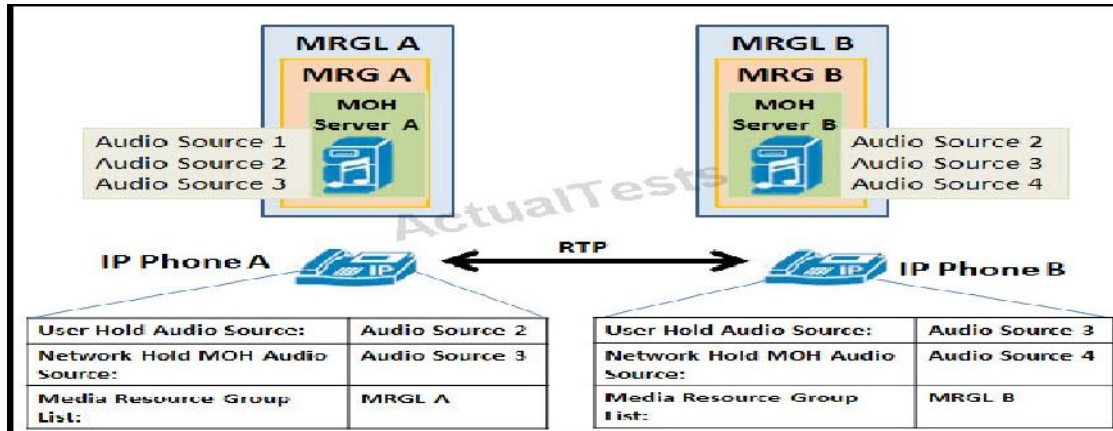 MRGL A
MRG A
MOH
Server A
Audio Source 1
Audio Source 2
Audio Source 3
MRGL B
MRG B
MOH
Server B
Audio Source 2
Audio Source 3
Audio Source 4
ActualTests
RTP
IP Phone A
IP
IP
IP Phone B
User Hold Audio Source: Audio Source 2
Network Hold MOH Audio Source: Audio Source 3
Media Resource Group List: MRGL A
User Hold Audio Source: Audio Source 3
Network Hold MOH Audio Source: Audio Source 4
Media Resource Group List: MRGL B